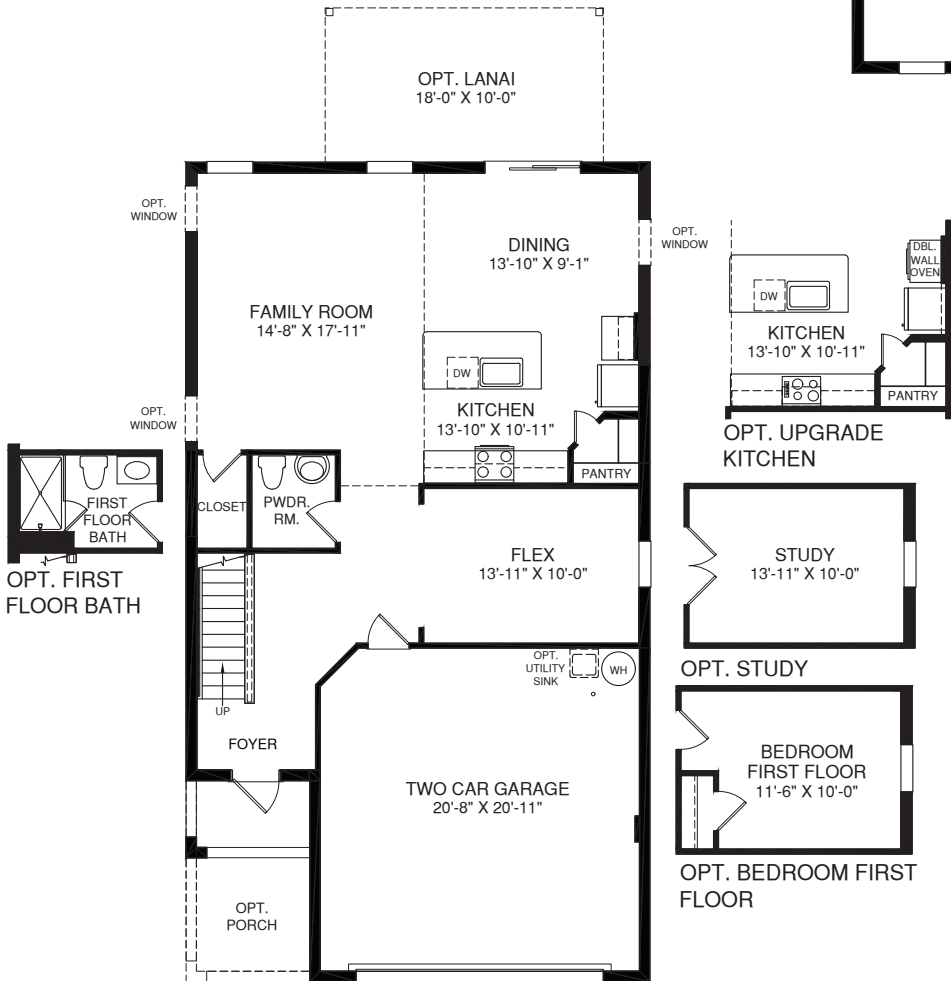 OPT. LANAI
18'-0" X 10'-0"
OPT.
WINDOW
OPT.
WINDOW
DINING
13'-10" X 9'-1"
FAMILY ROOM
14'-8" X 17'-11"
DW
KITCHEN
13'-10" X 10'-11"
PANTRY
OPT.
WINDOW
DBL.
WALL
OVEN
DW
KITCHEN
13'-10" X 10'-11"
PANTRY
OPT. UPGRADE
KITCHEN
FIRST
FLOOR
BATH
OPT. FIRST
FLOOR BATH
CLOSET
PWDR.
RM.
FLEX
13'-11" X 10'-0"
STUDY
13'-11" X 10'-0"
OPT. STUDY
UP
FOYER
OPT.
UTILITY
SINK
WH
TWO CAR GARAGE
20'-8" X 20'-11"
BEDROOM
FIRST FLOOR
11'-6" X 10'-0"
OPT. BEDROOM FIRST
FLOOR
OPT.
PORCH